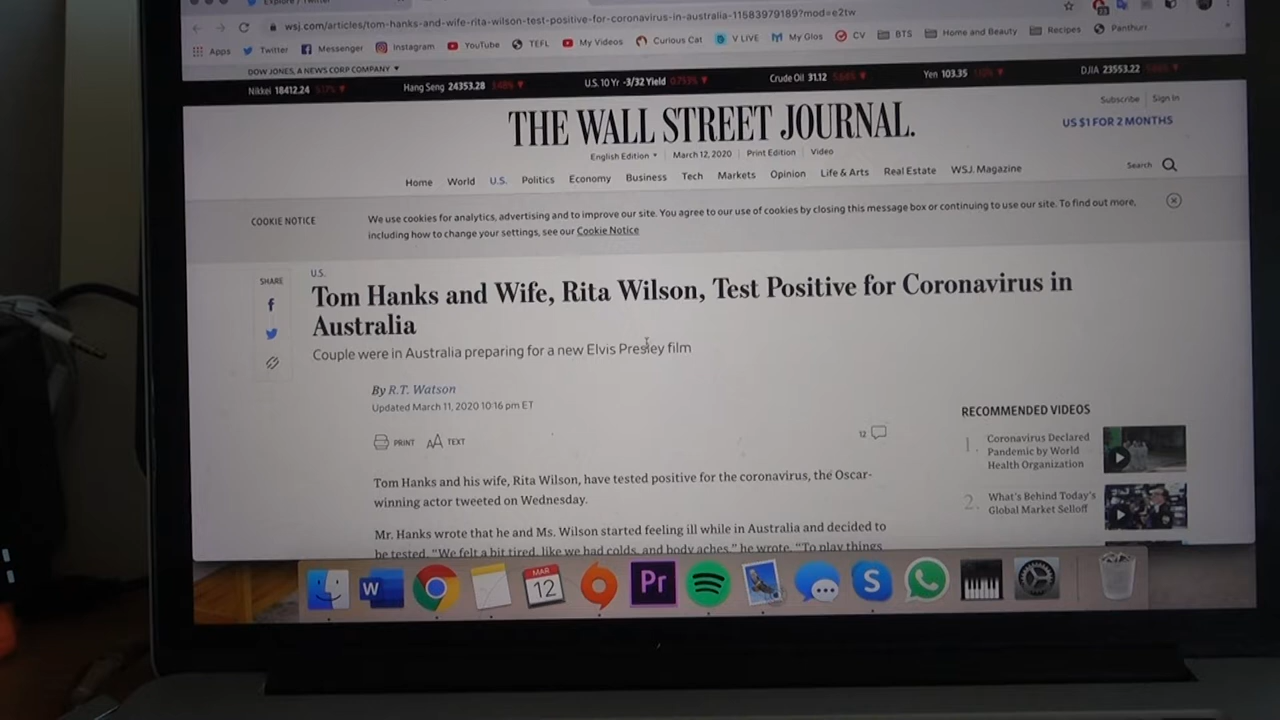 wsj.com/articles/tom-hanks-and-wife-rita-wilson-test-positive-for-coronavirus-in-australia-11583979189?mod=e2tw
Apps Twitter Messenger Instagram YouTube TEFL My Videos Curious Cat V LIVE My Glos CV BTS Home and Beauty Recipes Panthurr
DOW JONES, A NEWS CORP COMPANY
Nikkei 18412.24 Hang Seng 24353.28 U.S. 10 Yr -3/32 Yield 0.753% Crude Oil 31.12 Yen 103.35 DJIA 23553.22
Subscribe Sign In
THE WALL STREET JOURNAL.
US $1 FOR 2 MONTHS
English Edition March 12, 2020 Print Edition Video
Home World U.S. Politics Economy Business Tech Markets Opinion Life & Arts Real Estate WSJ. Magazine Search
COOKIE NOTICE
We use cookies for analytics, advertising and to improve our site. You agree to our use of cookies by closing this message box or continuing to use our site. To find out more,
including how to change your settings, see our Cookie Notice
SHARE
U.S.
Tom Hanks and Wife, Rita Wilson, Test Positive for Coronavirus in
Australia
Couple were in Australia preparing for a new Elvis Presley film
By R.T. Watson
Updated March 11, 2020 10:16 pm ET
PRINT AA TEXT
12
Tom Hanks and his wife, Rita Wilson, have tested positive for the coronavirus, the Oscar-
winning actor tweeted on Wednesday.
Mr. Hanks wrote that he and Ms. Wilson started feeling ill while in Australia and decided to
be tested. "We felt a bit tired, like we had colds, and body aches," he wrote. "To play things
RECOMMENDED VIDEOS
1. Coronavirus Declared
Pandemic by World
Health Organization
2. What's Behind Today's
Global Market Selloff
W
MAR
12
Pr
S